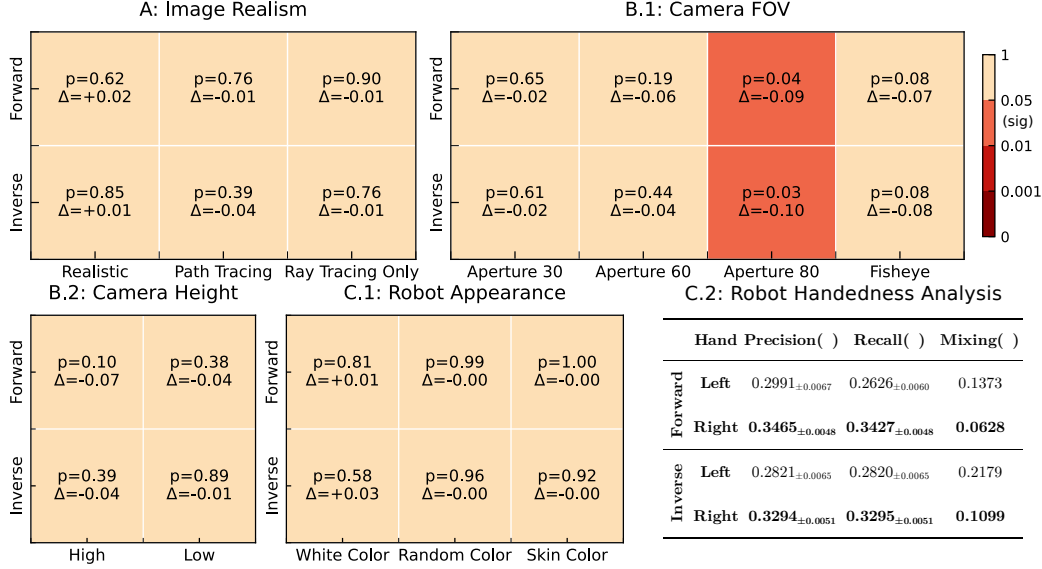 A: Image Realism
Forward
p=0.62
Δ=+0.02
p=0.76
Δ=-0.01
p=0.90
Δ=-0.01
Inverse
p=0.85
Δ=+0.01
p=0.39
Δ=-0.04
p=0.76
Δ=-0.01
Realistic
Path Tracing
Ray Tracing Only
B.1: Camera FOV
p=0.65
Δ=-0.02
p=0.19
Δ=-0.06
p=0.04
Δ=-0.09
p=0.08
Δ=-0.07
p=0.61
Δ=-0.02
p=0.44
Δ=-0.04
p=0.03
Δ=-0.10
p=0.08
Δ=-0.08
Aperture 30
Aperture 60
Aperture 80
Fisheye
1
0.05
(sig)
0.01
0.001
0
B.2: Camera Height
Forward
p=0.10
Δ=-0.07
p=0.38
Δ=-0.04
Inverse
p=0.39
Δ=-0.04
p=0.89
Δ=-0.01
High
Low
C.1: Robot Appearance
Forward
p=0.81
Δ=+0.01
p=0.99
Δ=-0.00
p=1.00
Δ=-0.00
Inverse
p=0.58
Δ=+0.03
p=0.96
Δ=-0.00
p=0.92
Δ=-0.00
White Color
Random Color
Skin Color
C.2: Robot Handedness Analysis
Hand Precision( ) Recall( ) Mixing( )
Forward
Left 0.2991±0.0067 0.2626±0.0060 0.1373
Right 0.3465±0.0048 0.3427±0.0048 0.0628
Inverse
Left 0.2821±0.0065 0.2820±0.0065 0.2179
Right 0.3294±0.0051 0.3295±0.0051 0.1099